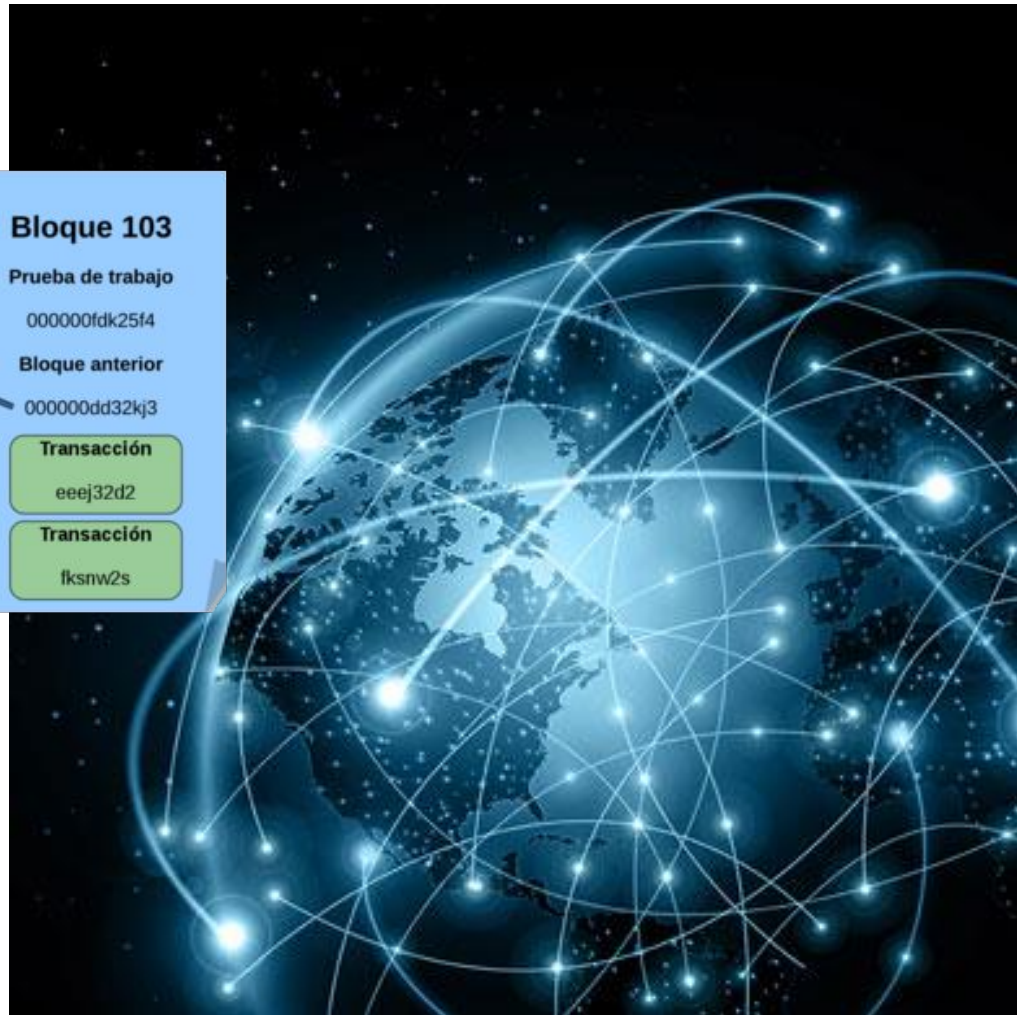 Bloque 103
Prueba de trabajo
000000fdk25f4
Bloque anterior
000000dd32kj3
Transacción
eeej32d2
Transacción
fksnw2s